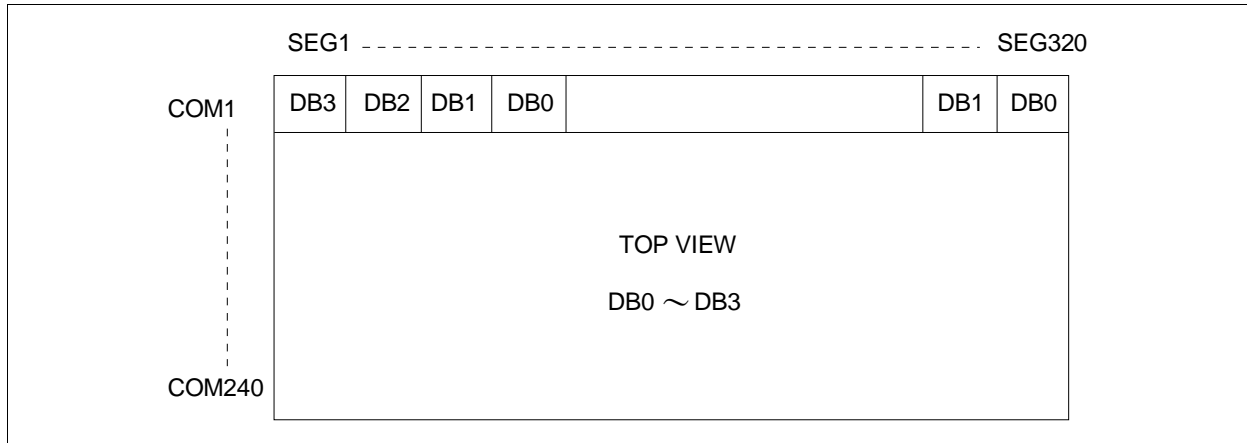 SEG1 SEG320
COM1 DB3 DB2 DB1 DB0 DB1 DB0
TOP VIEW
DB0 ～ DB3
COM240